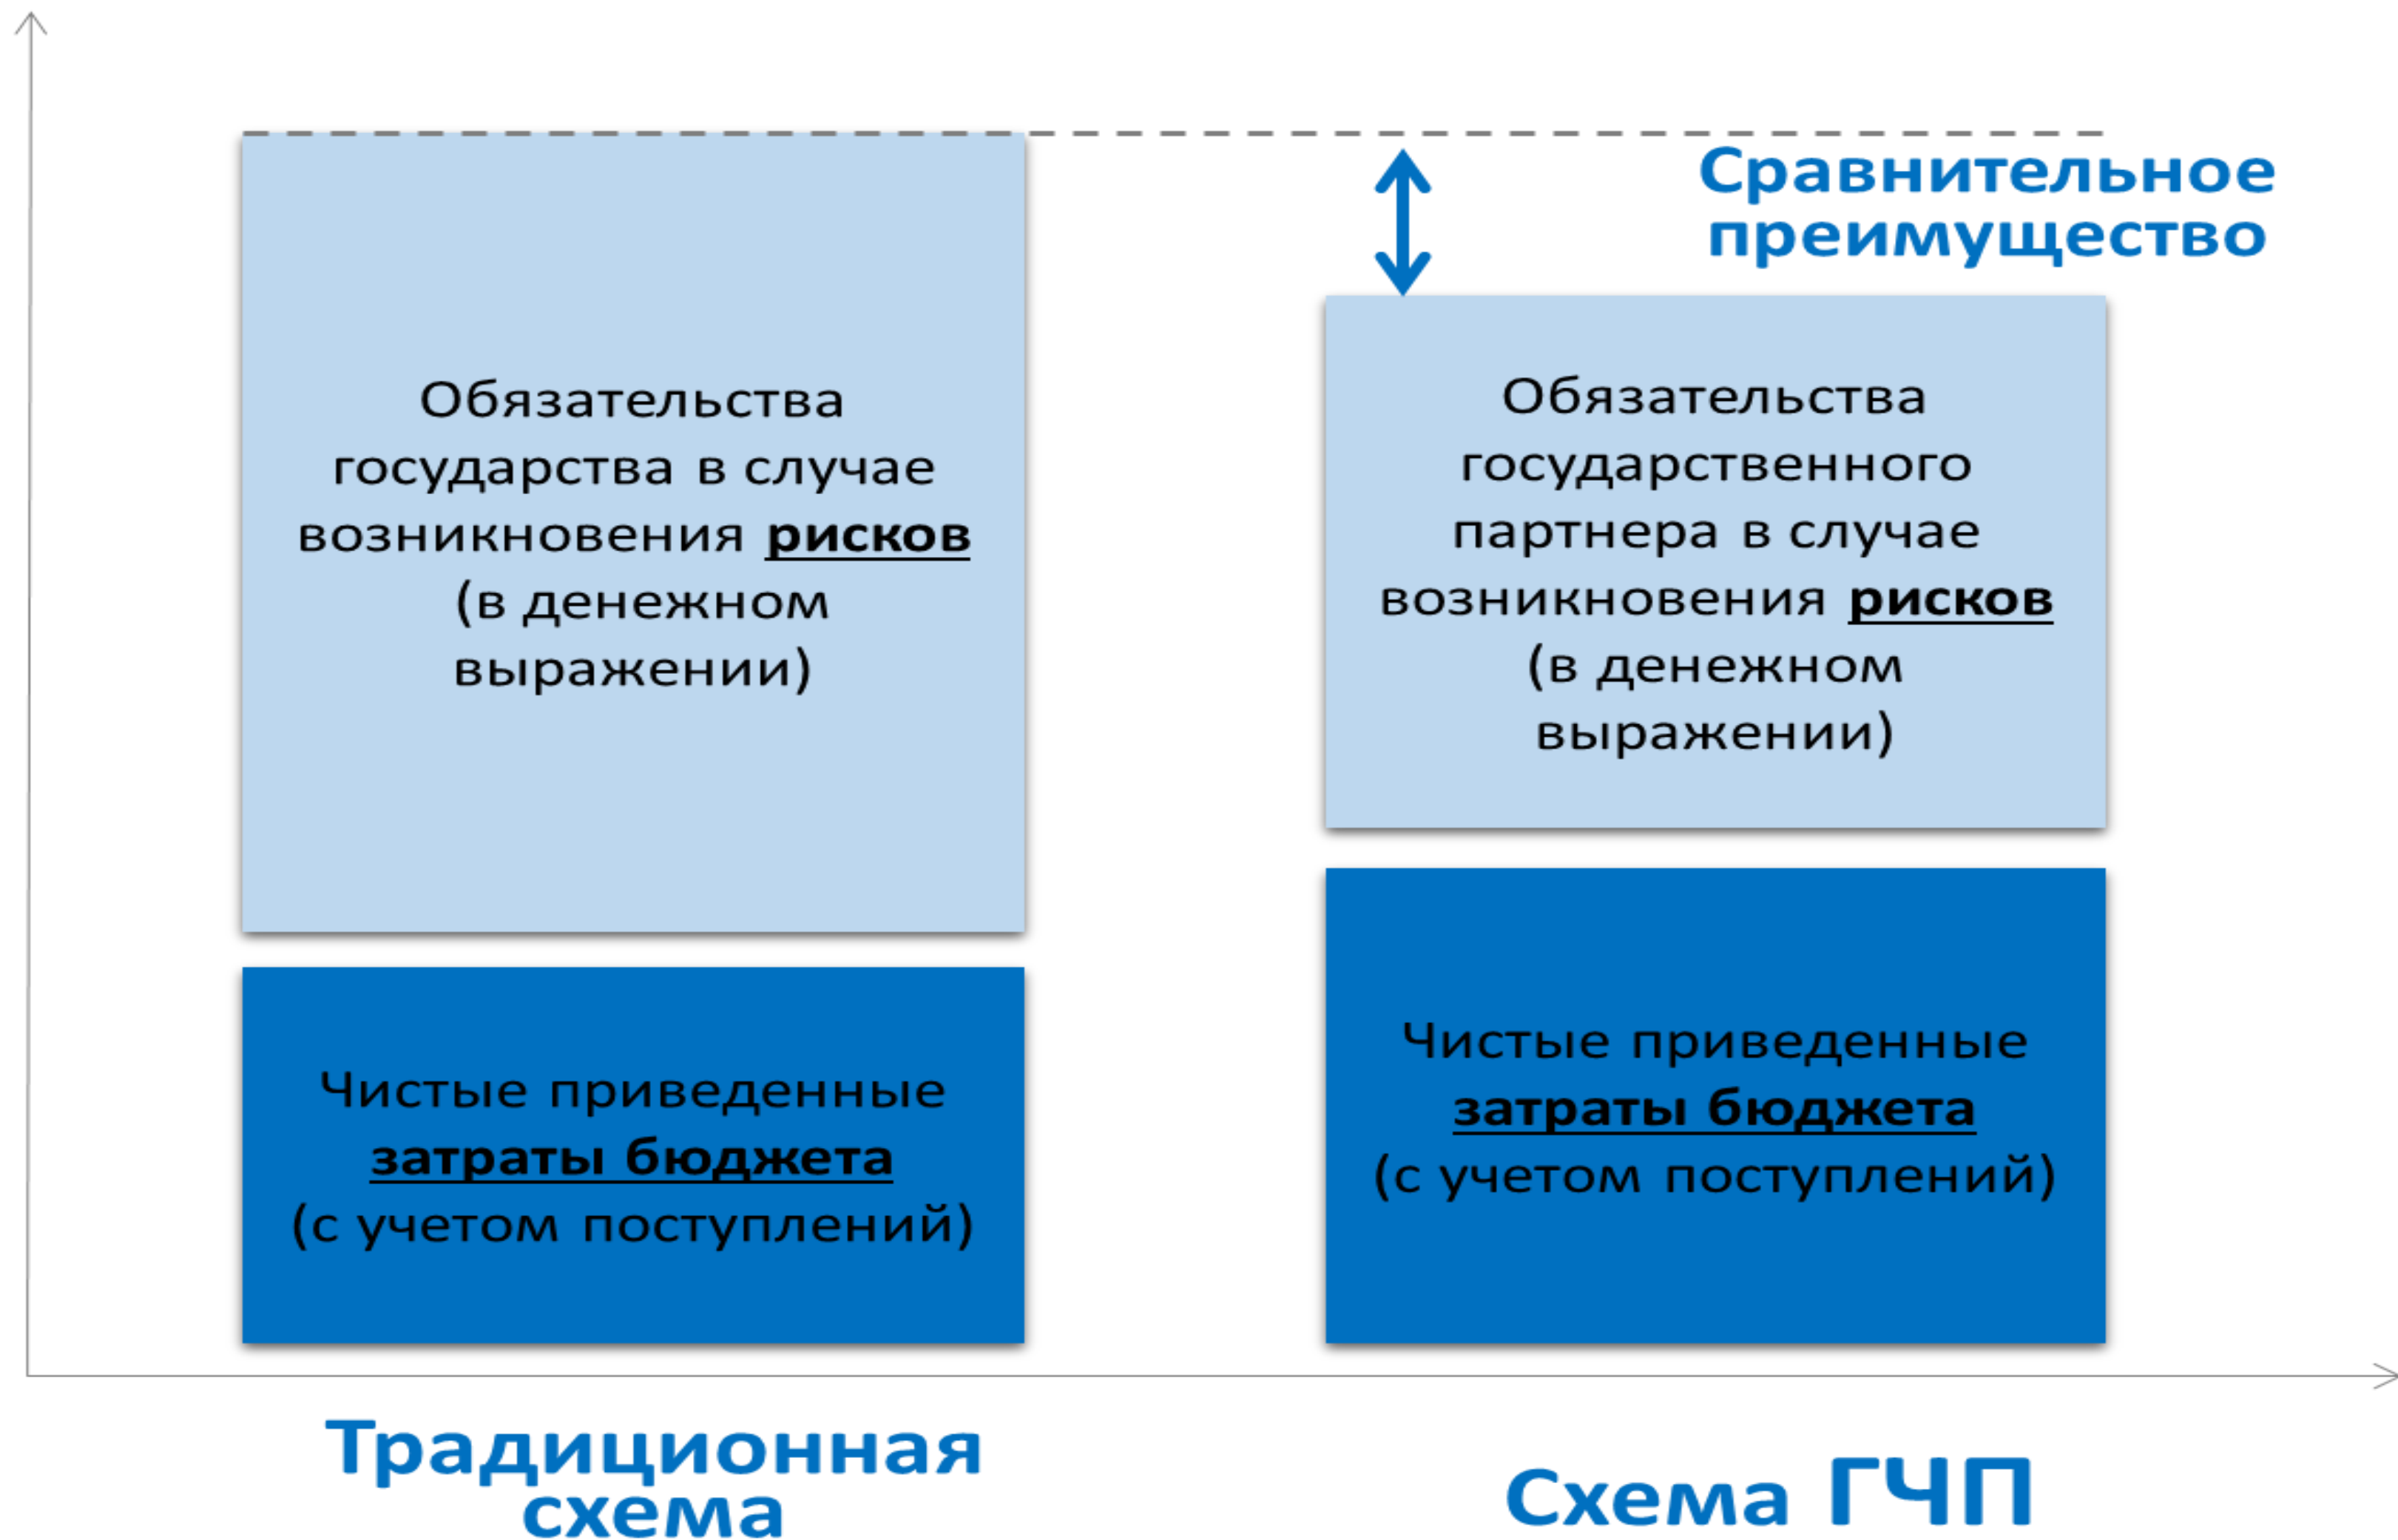 Сравнительное
преимущество
Обязательства
государства в случае
возникновения рисков
(в денежном
выражении)
Обязательства
государственного
партнера в случае
возникновения рисков
(в денежном
выражении)
Чистые приведенные
затраты бюджета
(с учетом поступлений)
Чистые приведенные
затраты бюджета
(с учетом поступлений)
Традиционная
схема
Схема ГЧП